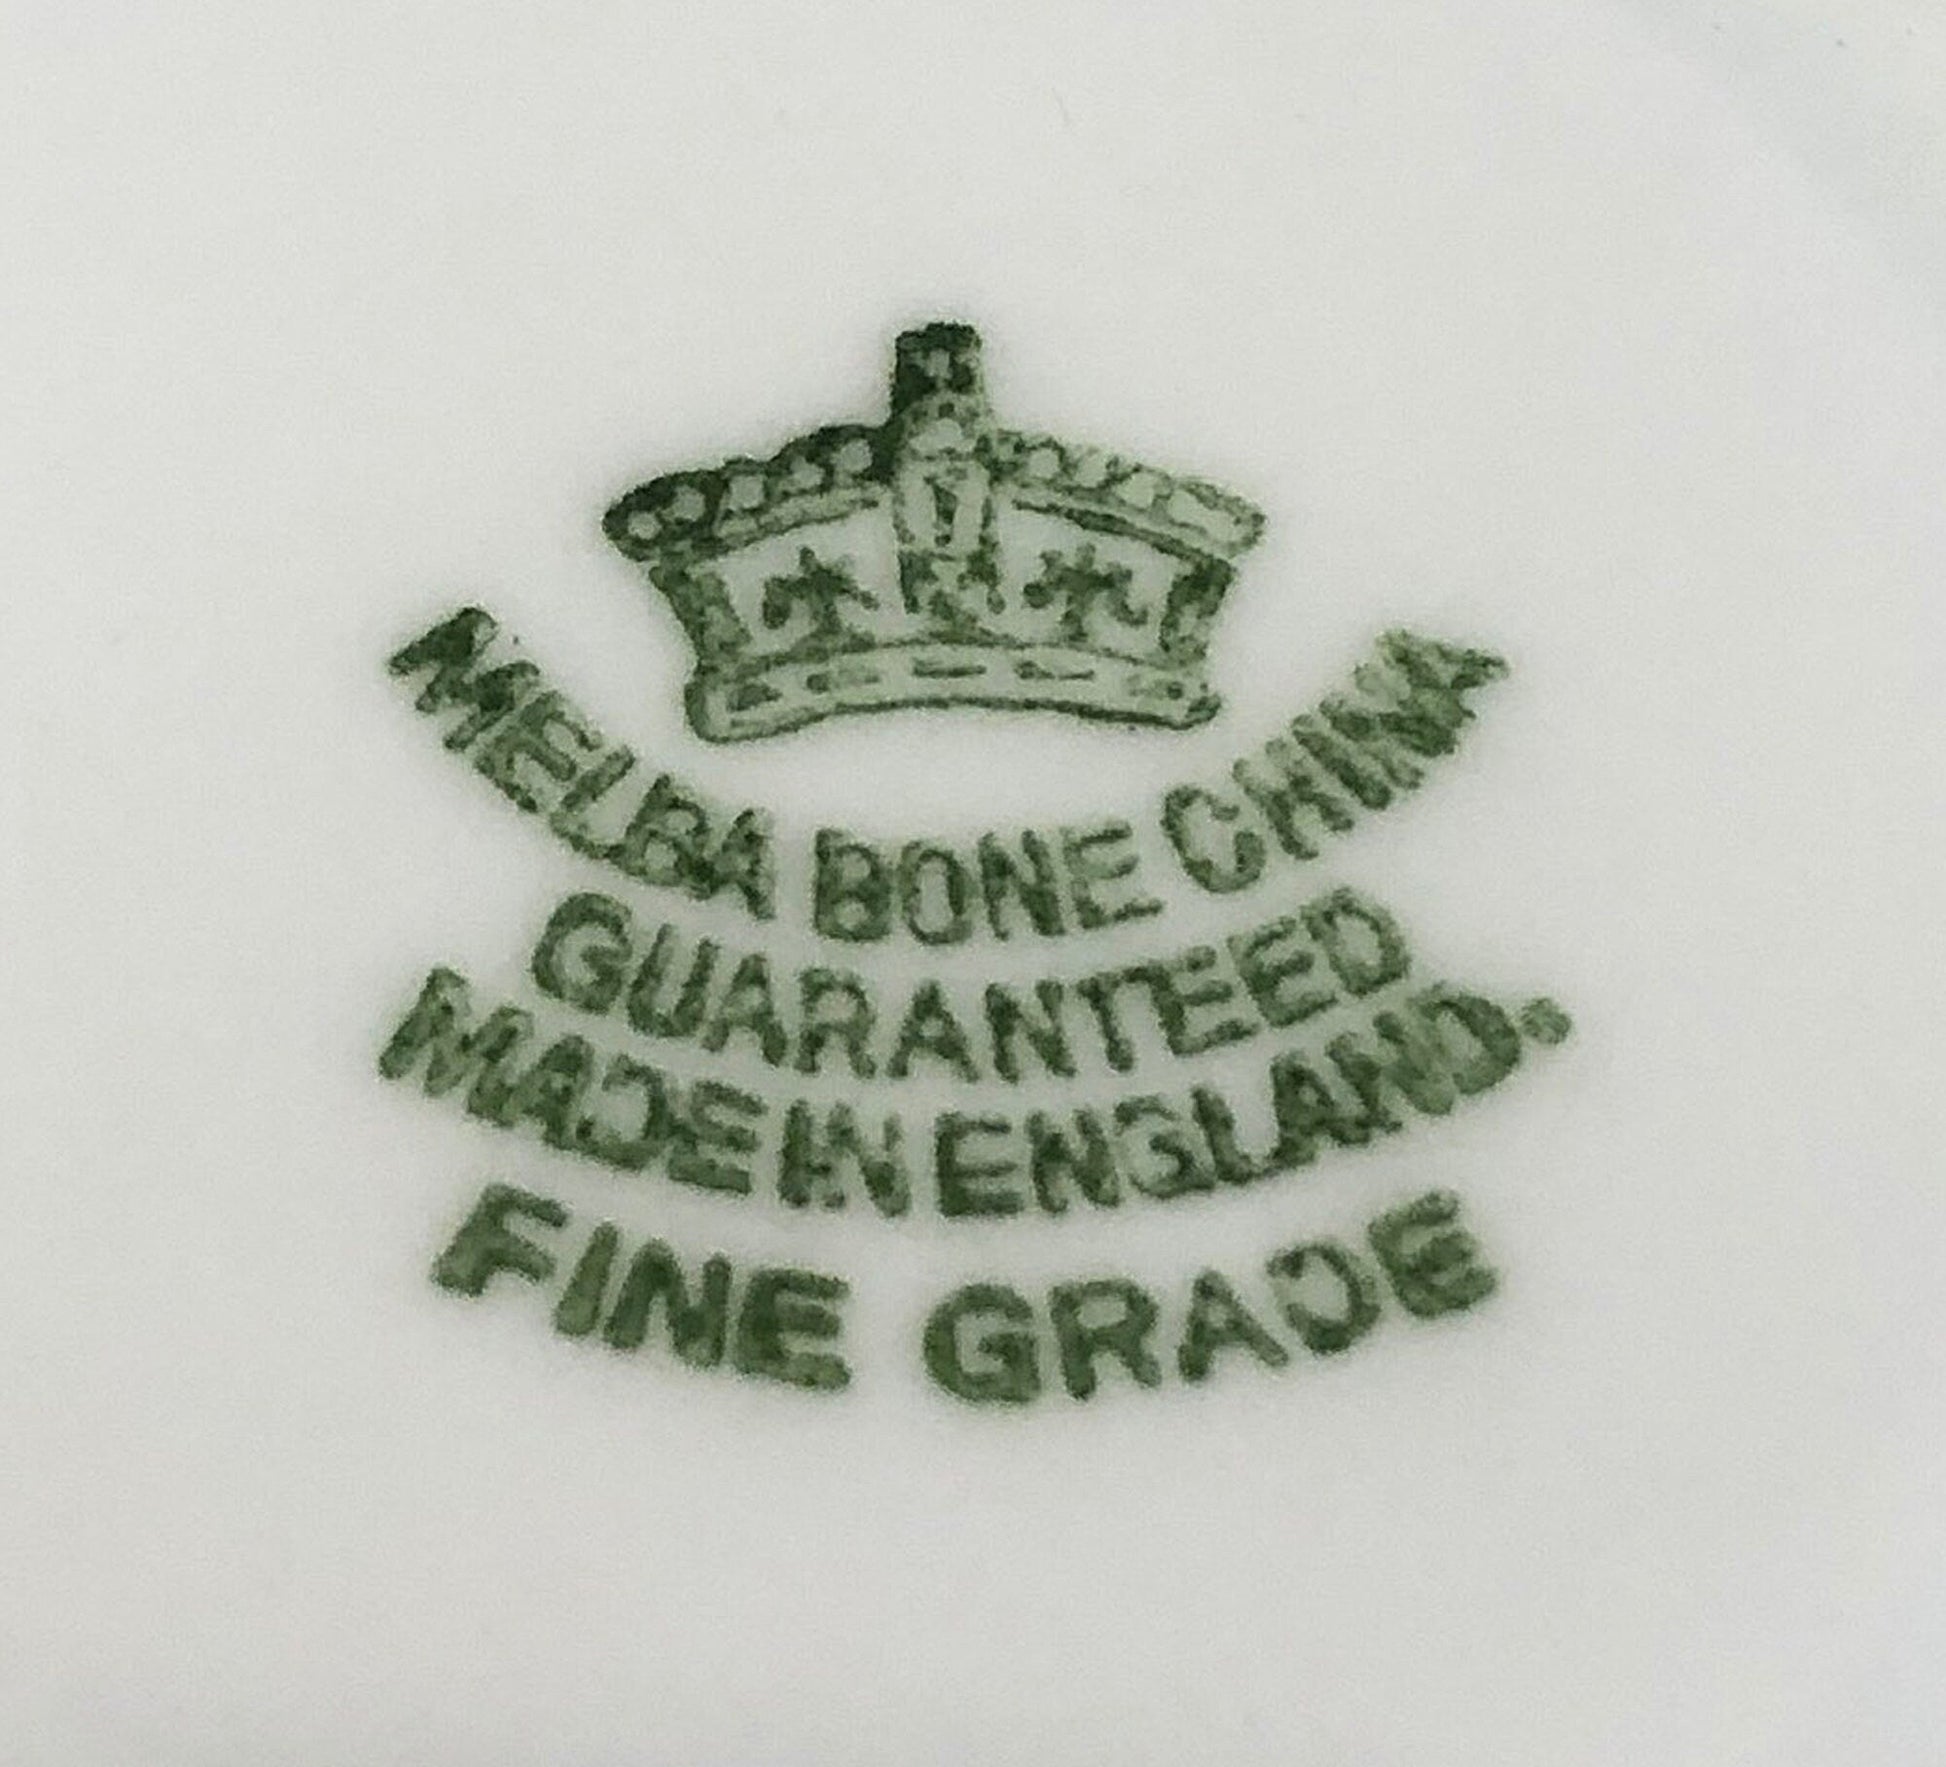 MELBA BONE CHINA
GUARANTEED
MADE IN ENGLAND.
FINE GRADE